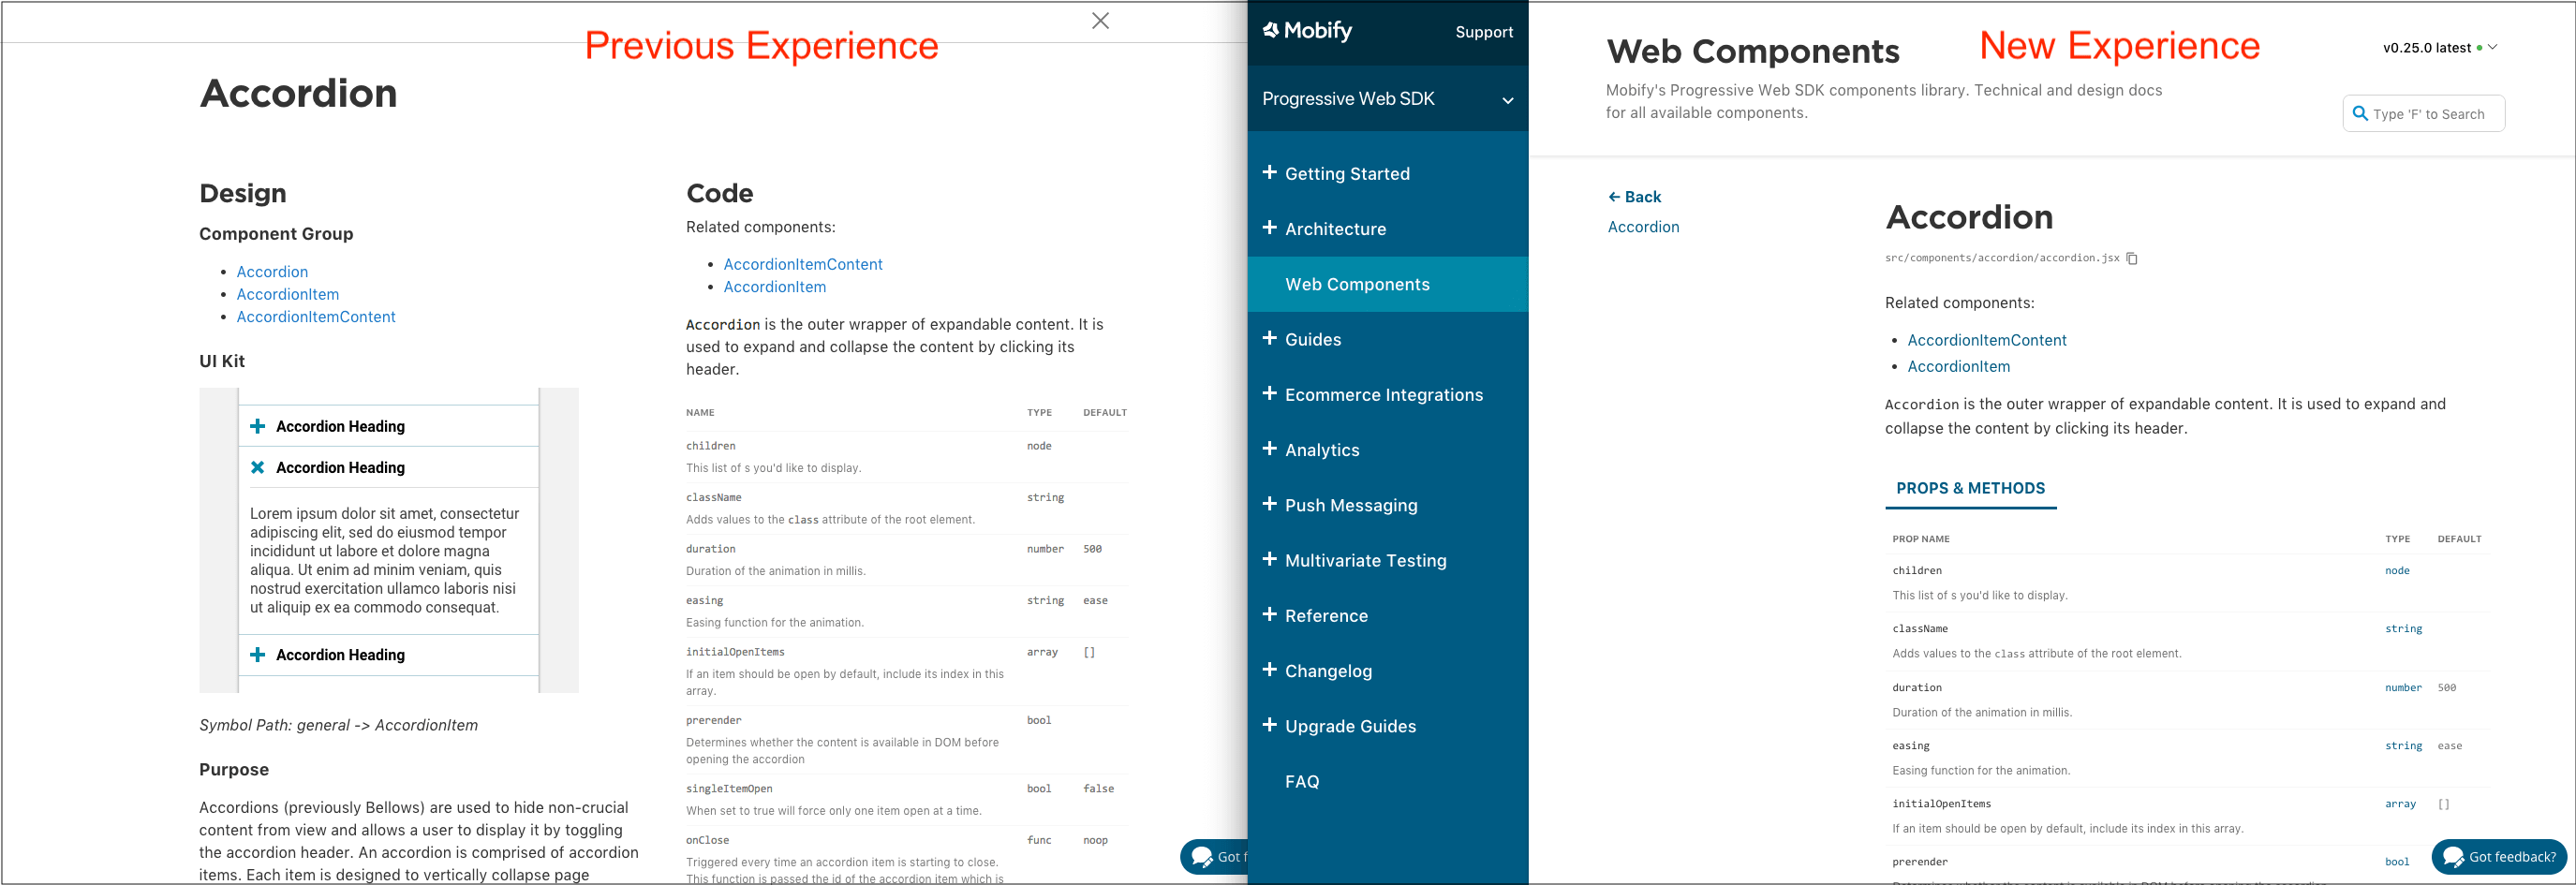 Previous Experience
Accordion
Design
Component Group
• Accordion
• AccordionItem
• AccordionItemContent
UI Kit
Accordion Heading
Accordion Heading
Lorem ipsum dolor sit amet, consectetur
adipiscing elit, sed do eiusmod tempor
incididunt ut labore et dolore magna
aliqua. Ut enim ad minim veniam, quis
nostrud exercitation ullamco laboris nisi
ut aliquip ex ea commodo consequat.
Accordion Heading
Symbol Path: general -> AccordionItem
Purpose
Accordions (previously Bellows) are used to hide non-crucial
content from view and allows a user to display it by toggling
the accordion header. An accordion is comprised of accordion
items. Each item is designed to vertically collapse page
Code
Related components:
• AccordionItemContent
• AccordionItem
Accordion is the outer wrapper of expandable content. It is
used to expand and collapse the content by clicking its
header.
NAME TYPE DEFAULT
children node
This list of s you'd like to display.
className string
Adds values to the class attribute of the root element.
duration number 500
Duration of the animation in millis.
easing string ease
Easing function for the animation.
initialOpenItems array []
If an item should be open by default, include its index in this
array.
prerender bool
Determines whether the content is available in DOM before
opening the accordion
singleItemOpen bool false
When set to true will force only one item open at a time.
onClose func noop
Triggered every time an accordion item is starting to close.
This function is passed the id of the accordion item which is
Got f
Mobify Support
Progressive Web SDK
+ Getting Started
+ Architecture
Web Components
+ Guides
+ Ecommerce Integrations
+ Analytics
+ Push Messaging
+ Multivariate Testing
+ Reference
+ Changelog
+ Upgrade Guides
FAQ
New Experience
Web Components
v0.25.0 latest
Mobify's Progressive Web SDK components library. Technical and design docs
for all available components.
Type 'F' to Search
← Back
Accordion
Accordion
src/components/accordion/accordion.jsx
Related components:
• AccordionItemContent
• AccordionItem
Accordion is the outer wrapper of expandable content. It is used to expand and
collapse the content by clicking its header.
PROPS & METHODS
PROP NAME TYPE DEFAULT
children node
This list of s you'd like to display.
className string
Adds values to the class attribute of the root element.
duration number 500
Duration of the animation in millis.
easing string ease
Easing function for the animation.
initialOpenItems array []
If an item should be open by default, include its index in this array.
prerender bool
Got feedback?